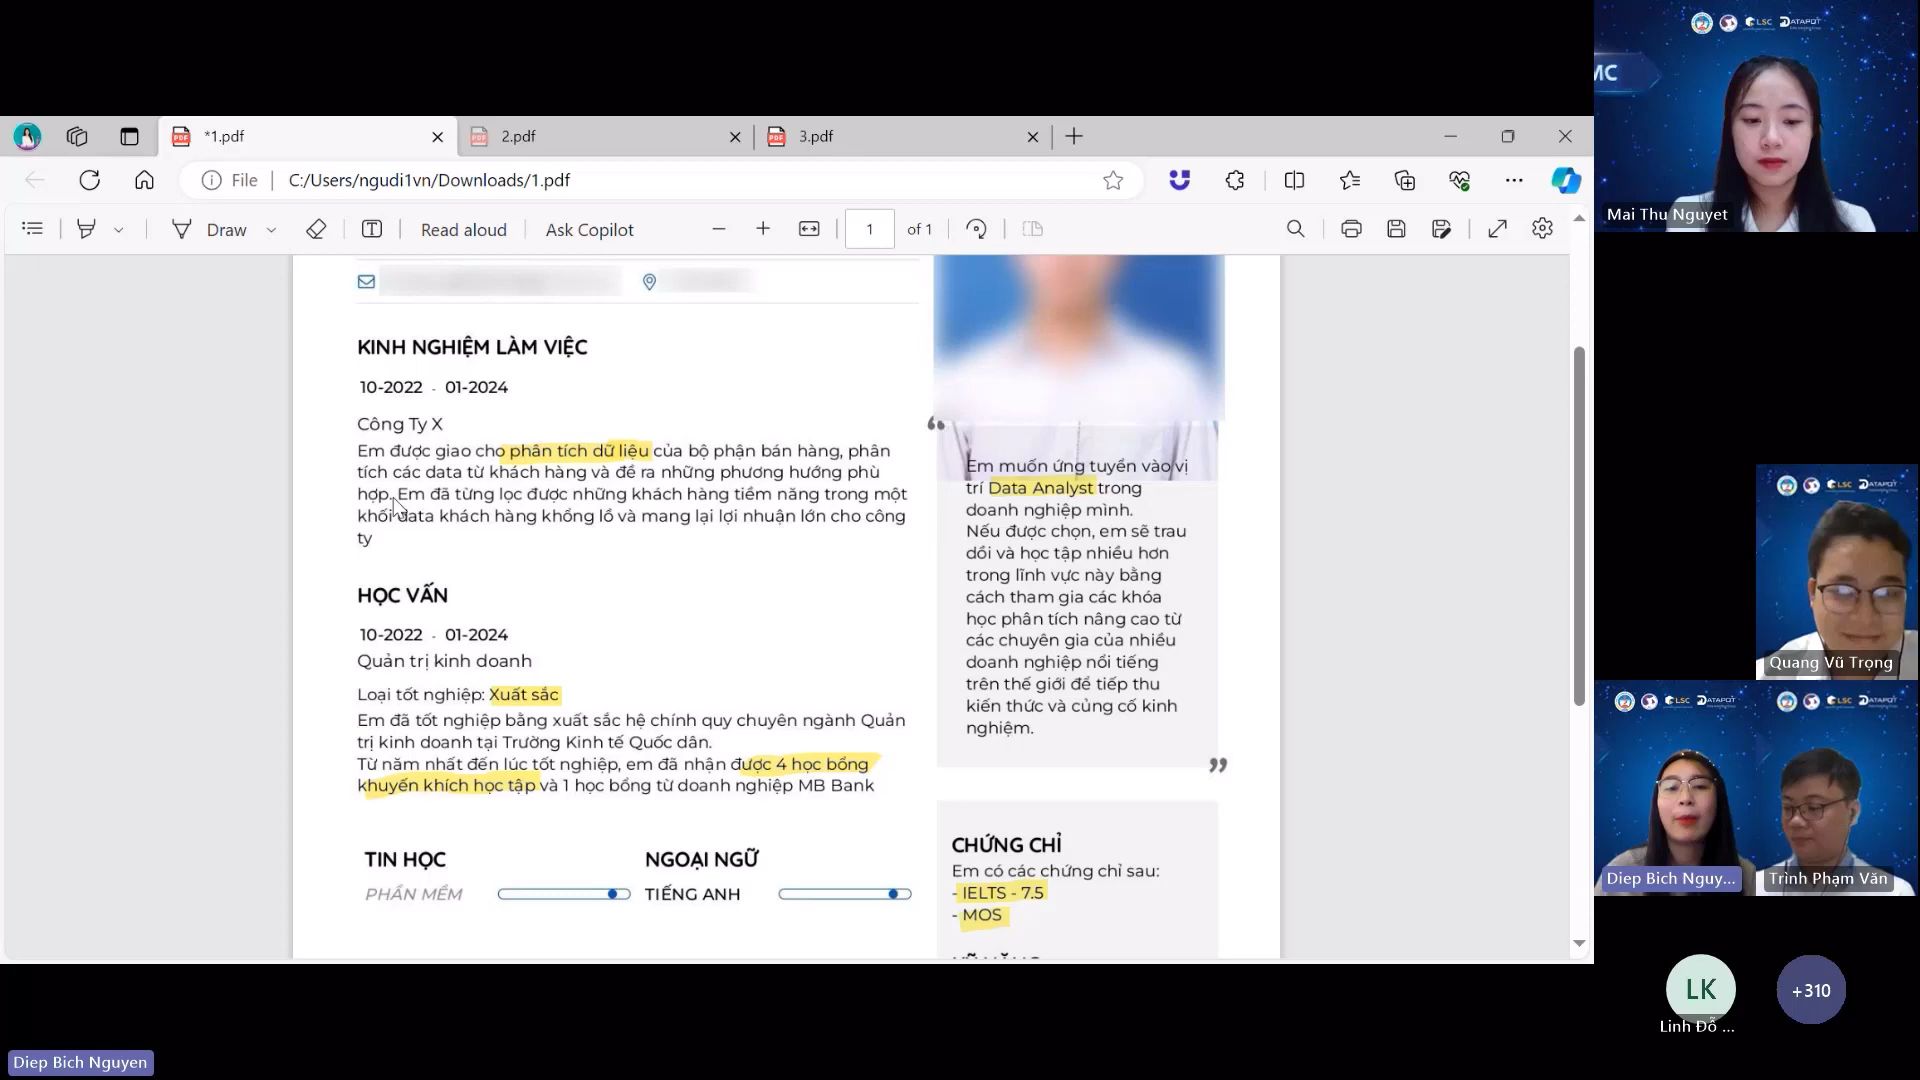 LSC DATAPOT
MC
Mai Thu Nguyet
*1.pdf
2.pdf
3.pdf
File
C:/Users/ngudi1vn/Downloads/1.pdf
Draw
Read aloud
Ask Copilot
1
of 1
KINH NGHIỆM LÀM VIỆC
10-2022 - 01-2024
Công Ty X
Em được giao cho phân tích dữ liệu của bộ phận bán hàng, phân
tích các data từ khách hàng và đề ra những phương hướng phù
hợp. Em đã từng lọc được những khách hàng tiềm năng trong một
khối data khách hàng khổng lồ và mang lại lợi nhuận lớn cho công
ty
HỌC VẤN
10-2022 - 01-2024
Quản trị kinh doanh
Loại tốt nghiệp: Xuất sắc
Em đã tốt nghiệp bằng xuất sắc hệ chính quy chuyên ngành Quản
trị kinh doanh tại Trường Kinh tế Quốc dân.
Từ năm nhất đến lúc tốt nghiệp, em đã nhận được 4 học bổng
khuyến khích học tập và 1 học bổng từ doanh nghiệp MB Bank
TIN HỌC
PHẦN MỀM
NGOẠI NGỮ
TIẾNG ANH
“
Em muốn ứng tuyển vào vị
trí Data Analyst trong
doanh nghiệp mình.
Nếu được chọn, em sẽ trau
dồi và học tập nhiều hơn
trong lĩnh vực này bằng
cách tham gia các khóa
học phân tích nâng cao từ
các chuyên gia của nhiều
doanh nghiệp nổi tiếng
trên thế giới để tiếp thu
kiến thức và củng cố kinh
nghiệm.
”
CHỨNG CHỈ
Em có các chứng chỉ sau:
- IELTS - 7.5
- MOS
LSC DATAPOT
Quang Vũ Trọng
LSC DATAPOT
Diep Bich Nguy...
LSC DATAPOT
Trình Phạm Văn
LK
Linh Đỗ ...
+310
Diep Bich Nguyen